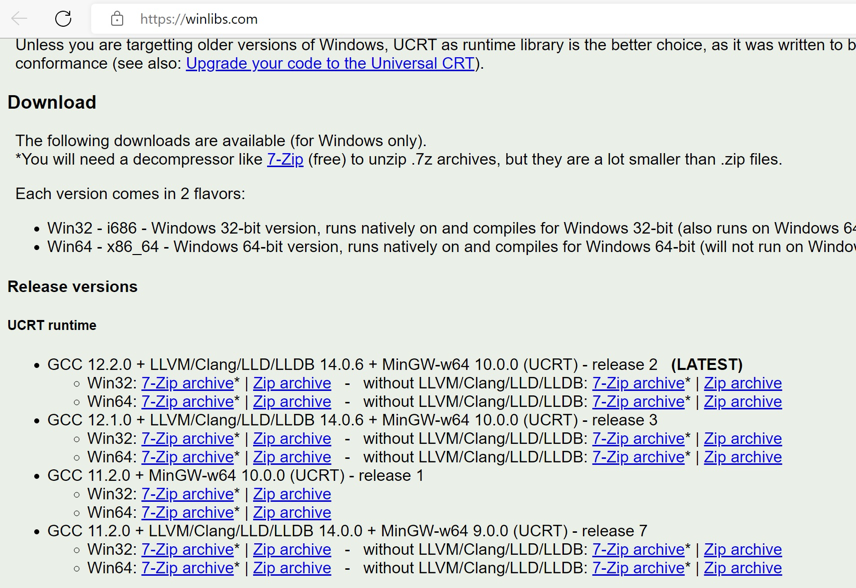 https://winlibs.com
Unless you are targetting older versions of Windows, UCRT as runtime library is the better choice, as it was written to
conformance (see also: Upgrade your code to the Universal CRT).
Download
The following downloads are available (for Windows only).
*You will need a decompressor like 7-Zip (free) to unzip .7z archives, but they are a lot smaller than .zip files.
Each version comes in 2 flavors:
• Win32 - i686 - Windows 32-bit version, runs natively on and compiles for Windows 32-bit (also runs on Windows
• Win64 - x86_64 - Windows 64-bit version, runs natively on and compiles for Windows 64-bit (will not run on
Release versions
UCRT runtime
• GCC 12.2.0 + LLVM/Clang/LLD/LLDB 14.0.6 + MinGW-w64 10.0.0 (UCRT) - release 2 (LATEST)
◦ Win32: 7-Zip archive* | Zip archive - without LLVM/Clang/LLD/LLDB: 7-Zip archive* | Zip archive
◦ Win64: 7-Zip archive* | Zip archive - without LLVM/Clang/LLD/LLDB: 7-Zip archive* | Zip archive
• GCC 12.1.0 + LLVM/Clang/LLD/LLDB 14.0.6 + MinGW-w64 10.0.0 (UCRT) - release 3
◦ Win32: 7-Zip archive* | Zip archive - without LLVM/Clang/LLD/LLDB: 7-Zip archive* | Zip archive
◦ Win64: 7-Zip archive* | Zip archive - without LLVM/Clang/LLD/LLDB: 7-Zip archive* | Zip archive
• GCC 11.2.0 + MinGW-w64 10.0.0 (UCRT) - release 1
◦ Win32: 7-Zip archive* | Zip archive
◦ Win64: 7-Zip archive* | Zip archive
• GCC 11.2.0 + LLVM/Clang/LLD/LLDB 14.0.0 + MinGW-w64 9.0.0 (UCRT) - release 7
◦ Win32: 7-Zip archive* | Zip archive - without LLVM/Clang/LLD/LLDB: 7-Zip archive* | Zip archive
◦ Win64: 7-Zip archive* | Zip archive - without LLVM/Clang/LLD/LLDB: 7-Zip archive* | Zip archive